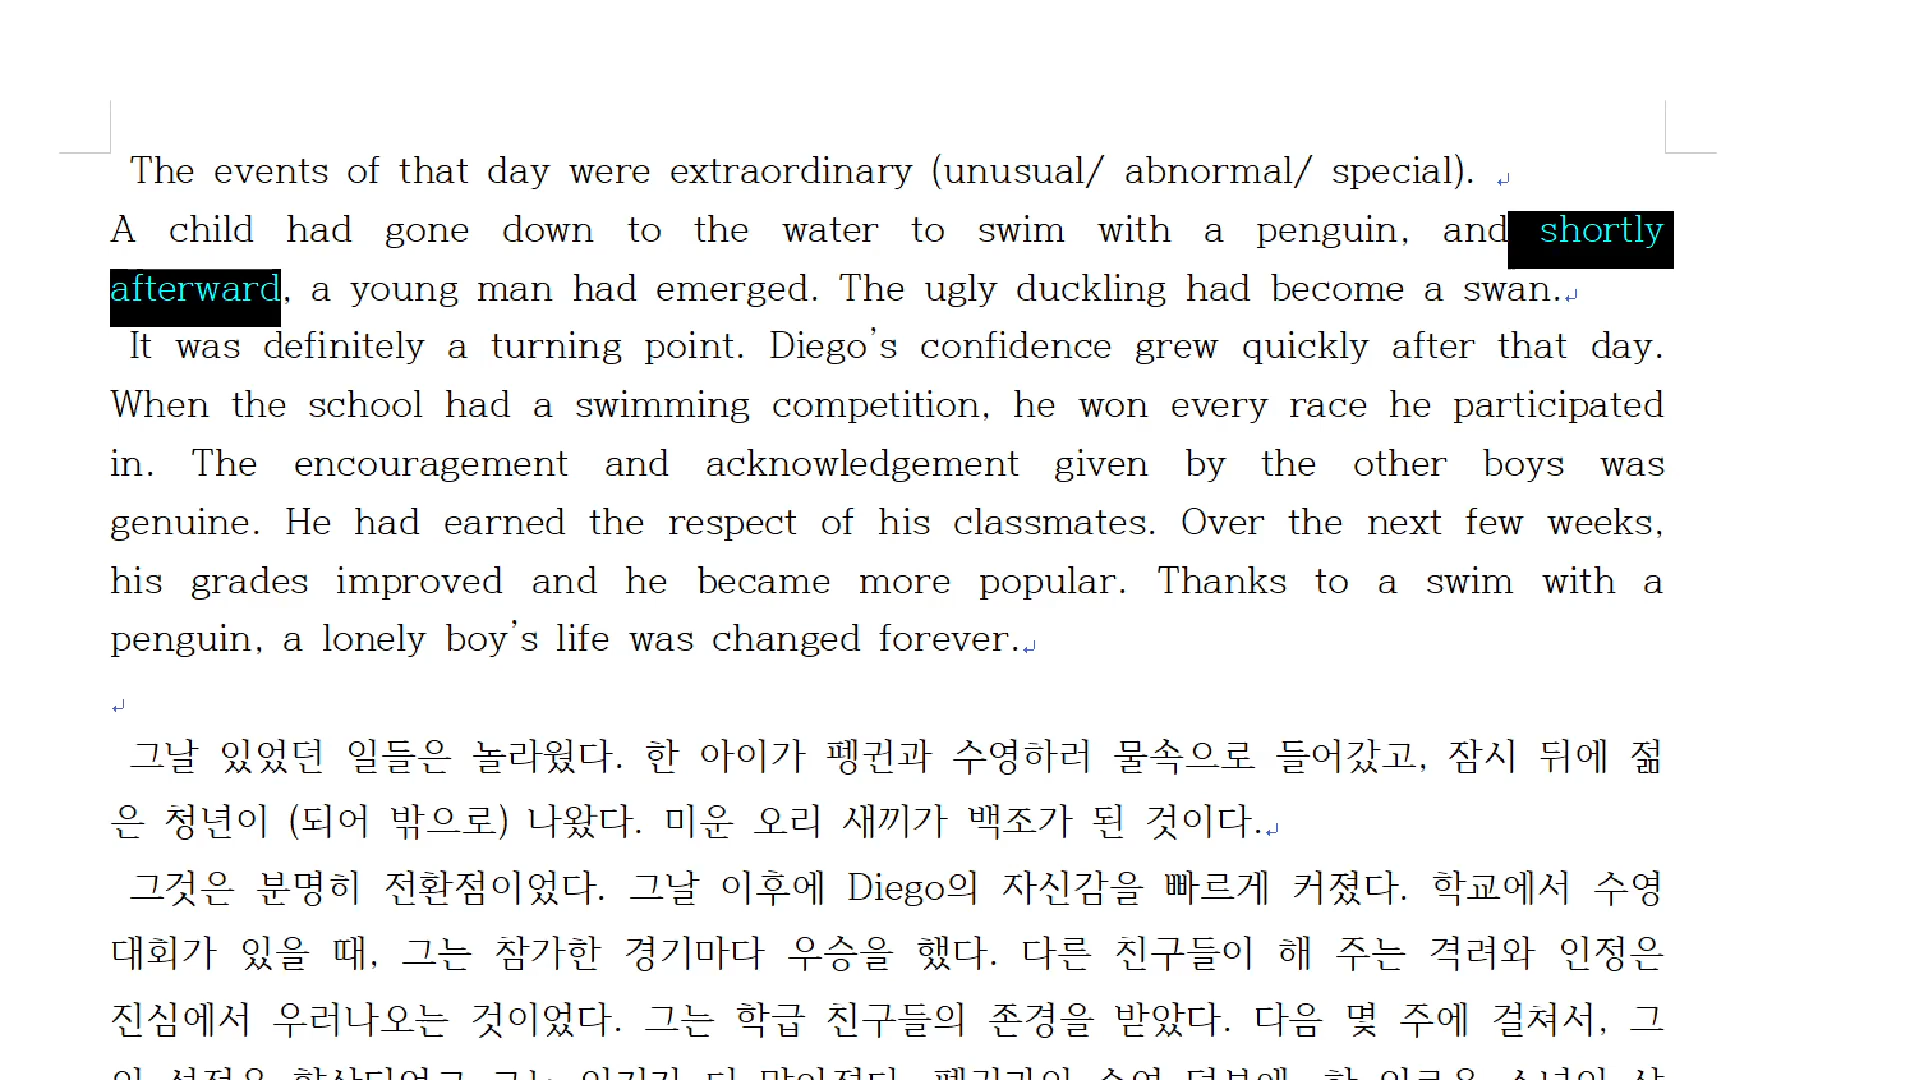 The events of that day were extraordinary (unusual/ abnormal/ special).
A child had gone down to the water to swim with a penguin, and shortly
afterward, a young man had emerged. The ugly duckling had become a swan.
It was definitely a turning point. Diego's confidence grew quickly after that day.
When the school had a swimming competition, he won every race he participated
in. The encouragement and acknowledgement given by the other boys was
genuine. He had earned the respect of his classmates. Over the next few weeks,
his grades improved and he became more popular. Thanks to a swim with a
penguin, a lonely boy's life was changed forever.
그날 있었던 일들은 놀라웠다. 한 아이가 펭귄과 수영하러 물속으로 들어갔고, 잠시 뒤에 젊
은 청년이 (되어 밖으로) 나왔다. 미운 오리 새끼가 백조가 된 것이다.
그것은 분명히 전환점이었다. 그날 이후에 Diego의 자신감을 빠르게 커졌다. 학교에서 수영
대회가 있을 때, 그는 참가한 경기마다 우승을 했다. 다른 친구들이 해 주는 격려와 인정은
진심에서 우러나오는 것이었다. 그는 학급 친구들의 존경을 받았다. 다음 몇 주에 걸쳐서, 그